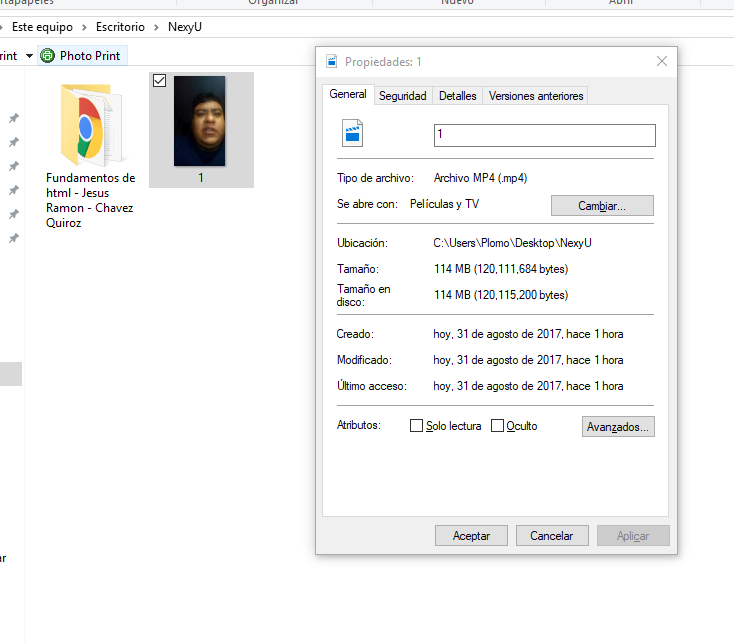 Organizar
Nuevo
Abrir
Este equipo > Escritorio > NexyU
Photo Print
Fundamentos de
html - Jesus
Ramon - Chavez
Quiroz
1
Propiedades: 1
General Seguridad Detalles Versiones anteriores
1
Tipo de archivo: Archivo MP4 (.mp4)
Se abre con: Películas y TV Cambiar...
Ubicación: C:\Users\Plomo\Desktop\NexyU
Tamaño: 114 MB (120,111,684 bytes)
Tamaño en
disco: 114 MB (120,115,200 bytes)
Creado: hoy, 31 de agosto de 2017, hace 1 hora
Modificado: hoy, 31 de agosto de 2017, hace 1 hora
Último acceso: hoy, 31 de agosto de 2017, hace 1 hora
Atributos: Solo lectura Oculto Avanzados...
Aceptar Cancelar Aplicar